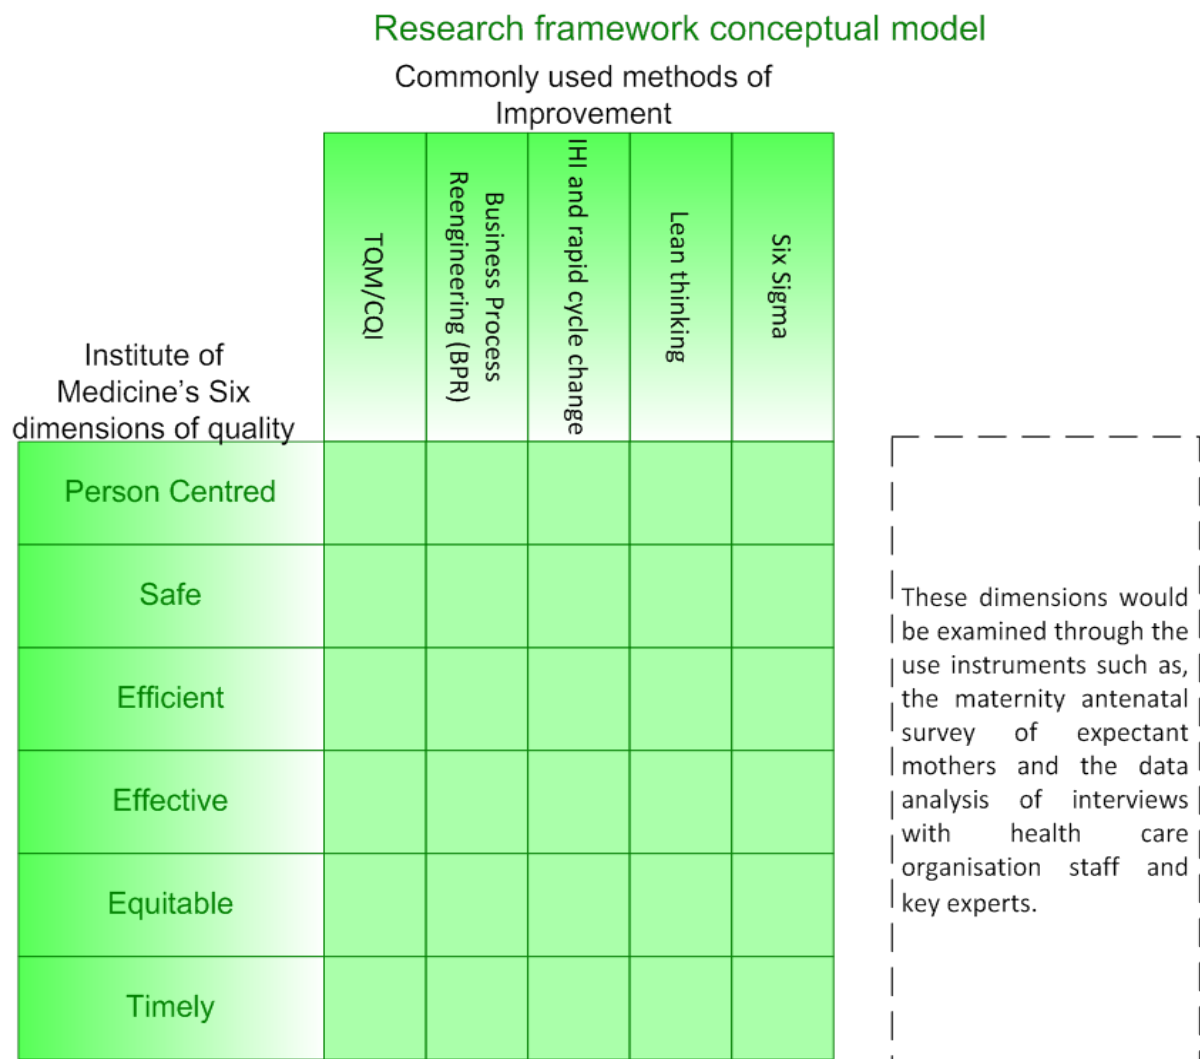 Research framework conceptual model
Commonly used methods of
Improvement
TQM/CQI
Business Process
Reengineering (BPR)
IHI and rapid cycle change
Lean thinking
Six Sigma
Institute of
Medicine’s Six
dimensions of quality
Person Centred
Safe
Efficient
Effective
Equitable
Timely
These dimensions would
be examined through the
use instruments such as,
the maternity antenatal
survey of expectant
mothers and the data
analysis of interviews
with health care
organisation staff and
key experts.